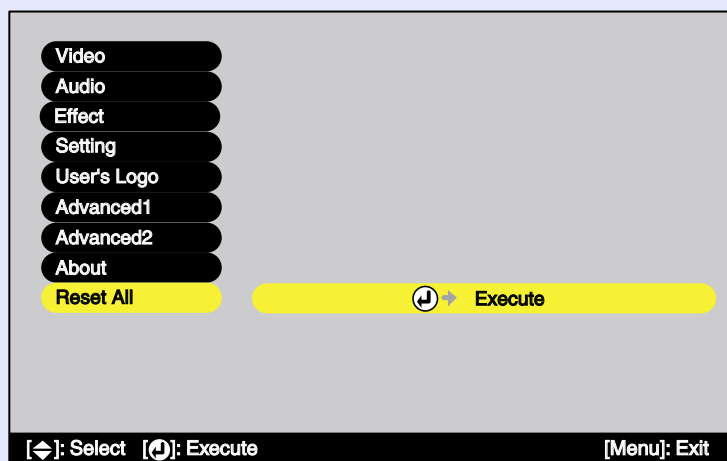 Video
Audio
Effect
Setting
User's Logo
Advanced1
Advanced2
About
Reset All Execute
[]: Select []: Execute [Menu]: Exit